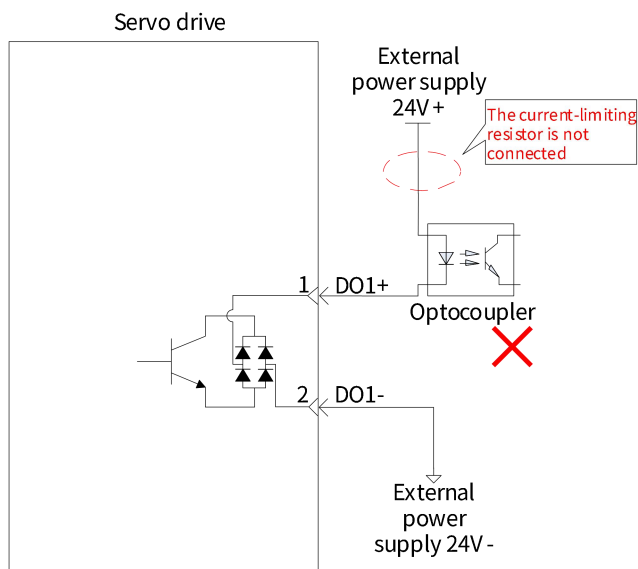 Servo drive
External
power supply
24V +
The current-limiting
resistor is not
connected
1
DO1+
Optocoupler
2
DO1-
External
power
supply 24V -